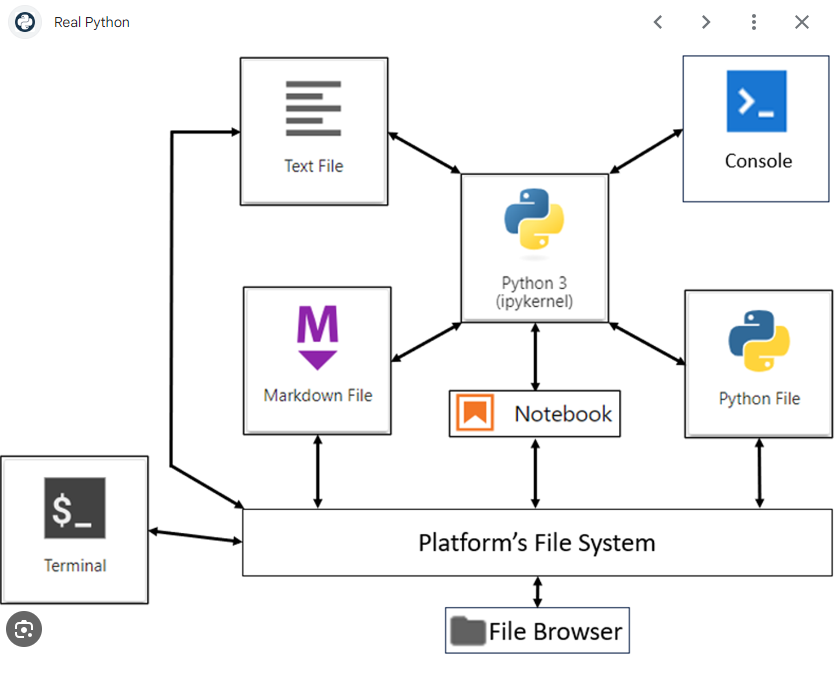 Real Python
Text File
Console
Python 3
(ipykernel)
Markdown File
Python File
Notebook
$_
Terminal
Platform's File System
File Browser